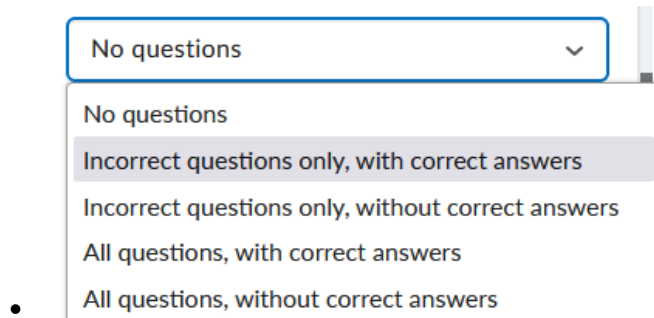 No questions
No questions
Incorrect questions only, with correct answers
Incorrect questions only, without correct answers
All questions, with correct answers
All questions, without correct answers